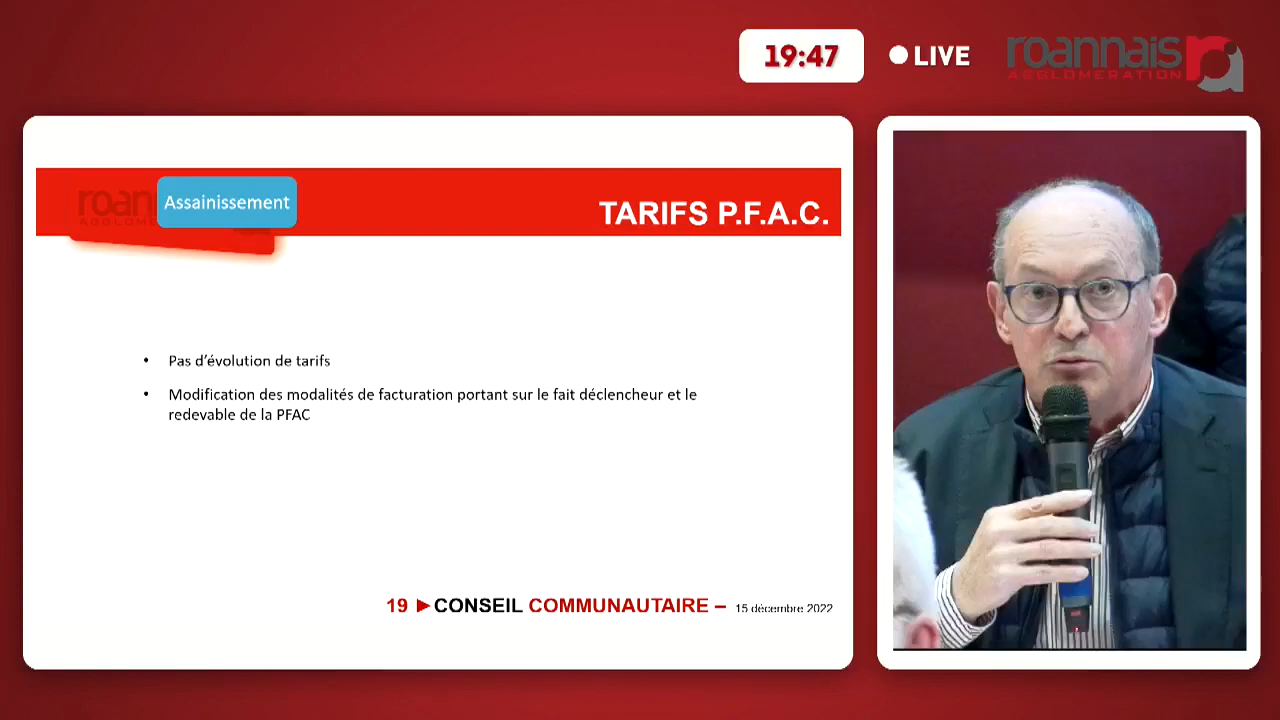 19:47
LIVE
roannais
AGGLOMERATION
roan
Assainissement
TARIFS P.F.A.C.
• Pas d'évolution de tarifs
• Modification des modalités de facturation portant sur le fait déclencheur et le
redevable de la PFAC
19 ►CONSEIL COMMUNAUTAIRE – 15 décembre 2022